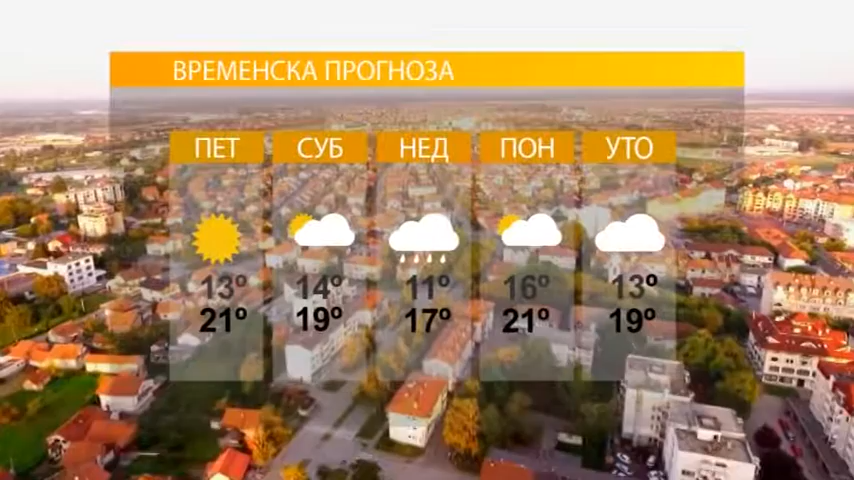 ВРЕМЕНСКА ПРОГНОЗА
ПЕТ СУБ НЕД ПОН УТО
13º 14º 11º 16º 13º
21º 19º 17º 21º 19º